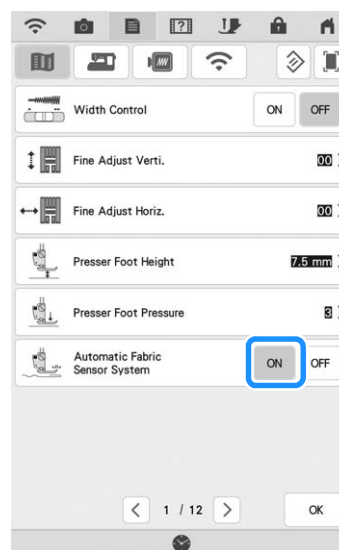 Width Control ON OFF
Fine Adjust Verti. 00
Fine Adjust Horiz. 00
Presser Foot Height 7.5 mm
Presser Foot Pressure 3
Automatic Fabric
Sensor System ON OFF
1 / 12 OK